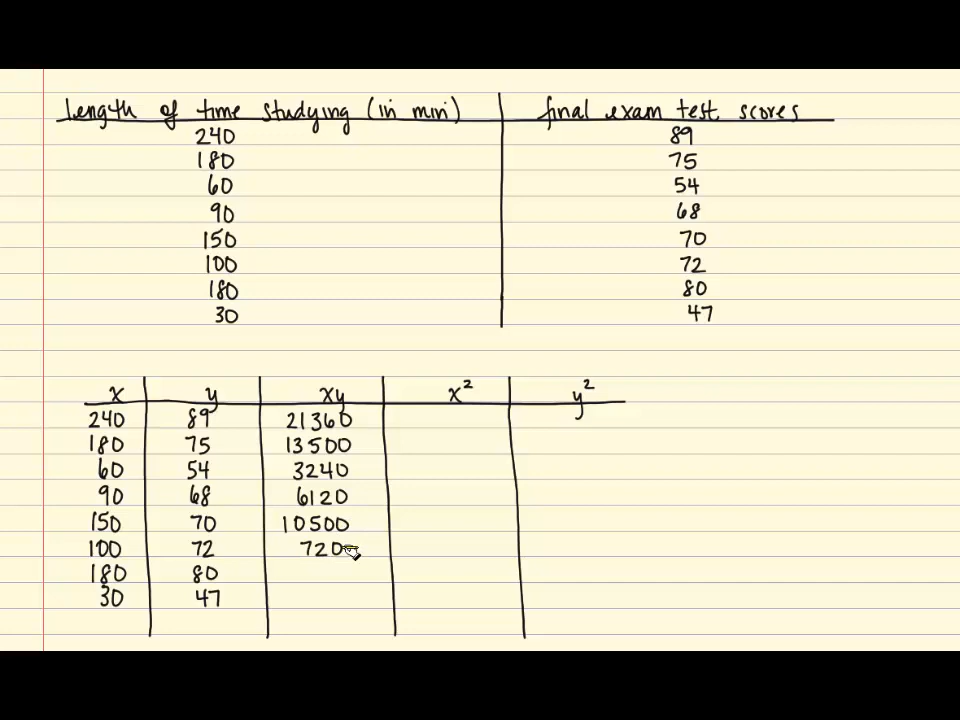 length of time studying (in min) final exam test scores
240 89
180 75
60 54
90 68
150 70
100 72
180 80
30 47
x y xy x² y²
240 89 21360
180 75 13500
60 54 3240
90 68 6120
150 70 10500
100 72 720
180 80
30 47